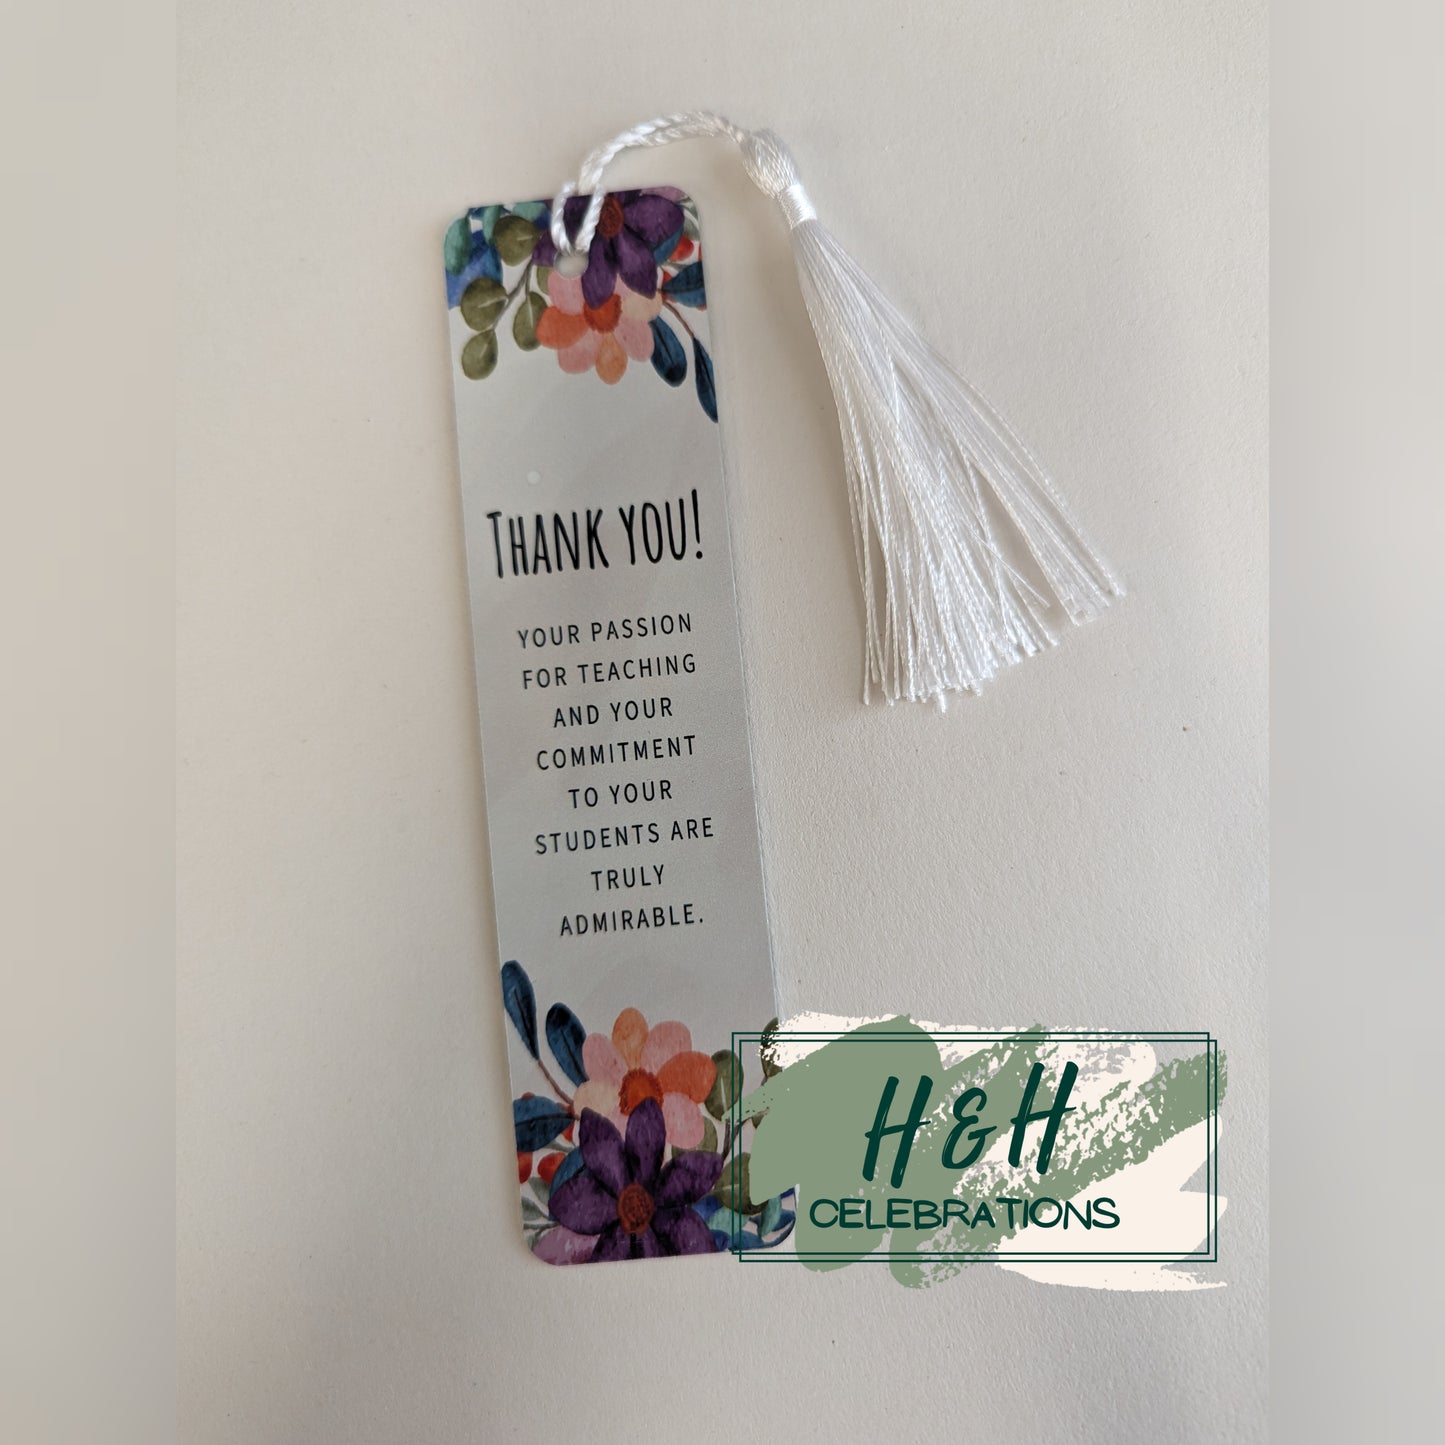 THANK YOU!
YOUR PASSION
FOR TEACHING
AND YOUR
COMMITMENT
TO YOUR
STUDENTS ARE
TRULY
ADMIRABLE.
H & H
CELEBRATIONS